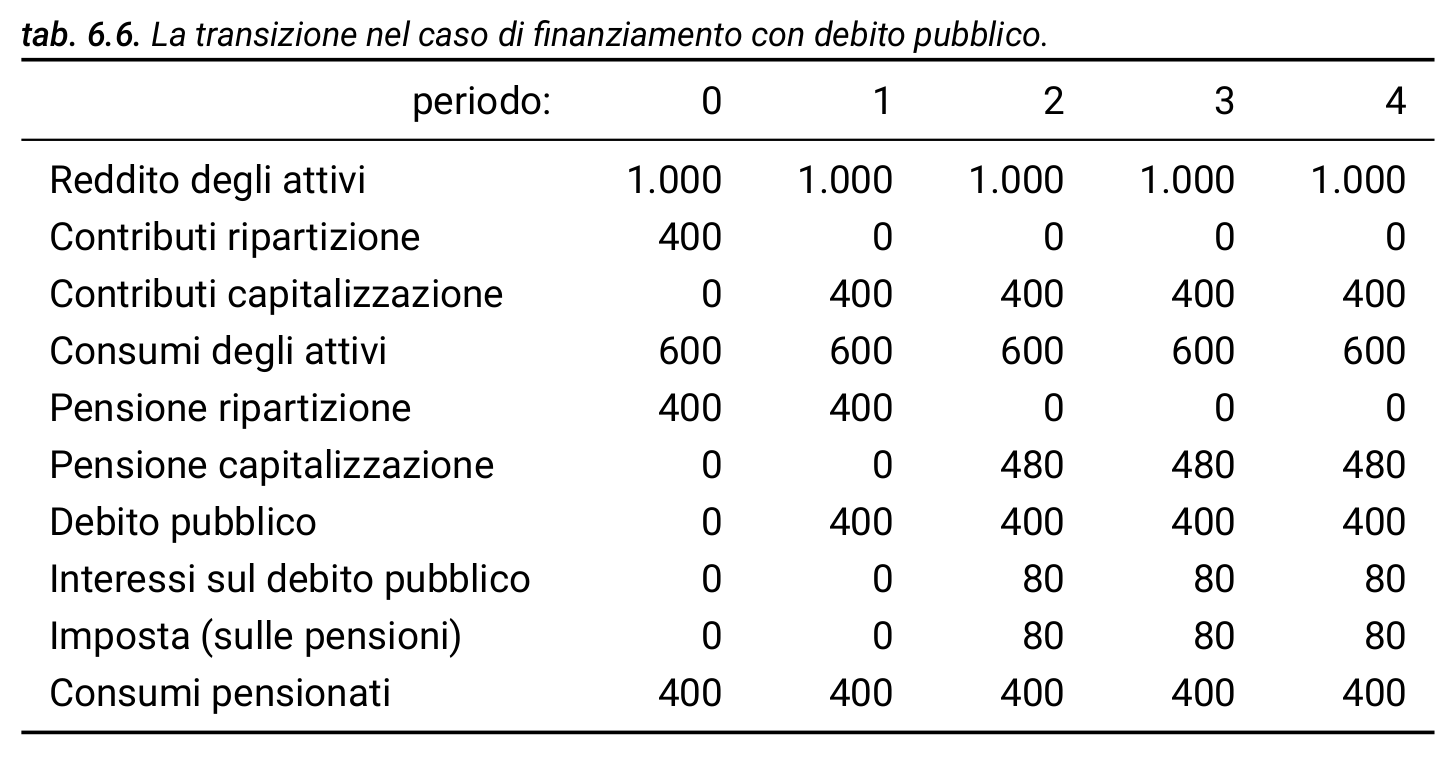 tab. 6.6. La transizione nel caso di finanziamento con debito pubblico.
periodo: 0 1 2 3 4
Reddito degli attivi 1.000 1.000 1.000 1.000 1.000
Contributi ripartizione 400 0 0 0 0
Contributi capitalizzazione 0 400 400 400 400
Consumi degli attivi 600 600 600 600 600
Pensione ripartizione 400 400 0 0 0
Pensione capitalizzazione 0 0 480 480 480
Debito pubblico 0 400 400 400 400
Interessi sul debito pubblico 0 0 80 80 80
Imposta (sulle pensioni) 0 0 80 80 80
Consumi pensionati 400 400 400 400 400